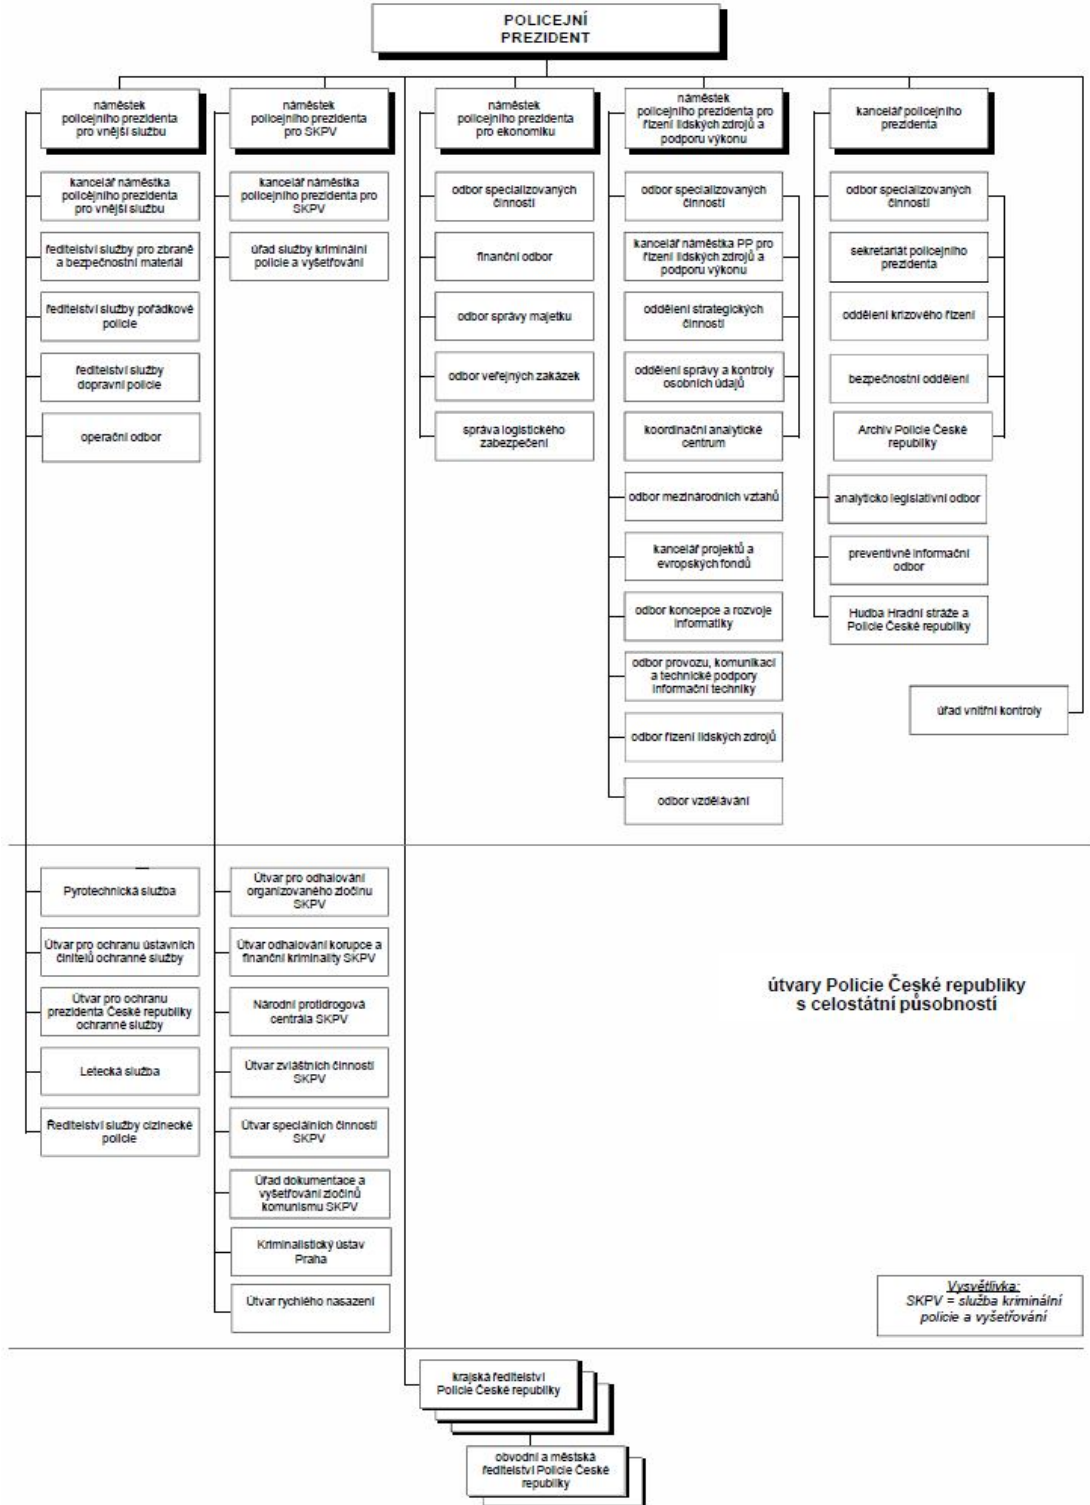 POLICEJNÍ
PREZIDENT
náměstek
policejního prezidenta
pro vnější službu
náměstek
policejního prezidenta
pro SKPV
náměstek
policejního prezidenta
pro ekonomiku
náměstek
policejního prezidenta pro
řízení lidských zdrojů a
podporu výkonu
kancelář policejního
prezidenta
kancelář náměstka
policejního prezidenta
pro vnější službu
ředitelství služby pro zbraně
a bezpečnostní materiál
ředitelství služby pořádkové
policie
ředitelství služby
dopravní policie
operační odbor
kancelář náměstka
policejního prezidenta pro
SKPV
úřad služby kriminální
policie a vyšetřování
odbor specializovaných
činností
finanční odbor
odbor správy majetku
odbor veřejných zakázek
správa logistického
zabezpečení
odbor specializovaných
činností
kancelář náměstka PP pro
řízení lidských zdrojů a
podporu výkonu
oddělení strategických
činností
oddělení správy a kontroly
osobních údajů
koordinační analytické
centrum
odbor mezinárodních vztahů
kancelář projektů a
evropských fondů
odbor koncepce a rozvoje
informatiky
odbor provozu, komunikací
a technické podpory
informační techniky
odbor řízení lidských zdrojů
odbor vzdělávání
odbor specializovaných
činností
sekretariát policejního
prezidenta
oddělení krizového řízení
bezpečnostní oddělení
Archiv Policie České
republiky
analyticko legislativní odbor
preventivně informační
odbor
Hudba Hradní stráže a
Policie České republiky
úřad vnitřní kontroly
Pyrotechnická služba
Útvar pro ochranu ústavních
činitelů ochranné služby
Útvar pro ochranu
prezidenta České republiky
ochranné služby
Letecká služba
Ředitelství služby cizinecké
policie
Útvar pro odhalování
organizovaného zločinu
SKPV
Útvar odhalování korupce a
finanční kriminality SKPV
Národní protidrogová
centrála SKPV
Útvar zvláštních činností
SKPV
Útvar speciálních činností
SKPV
Úřad dokumentace a
vyšetřování zločinů
komunismu SKPV
Kriminalistický ústav
Praha
Útvar rychlého nasazení
útvary Policie České republiky
s celostátní působností
Vysvětlivka:
SKPV = služba kriminální
policie a vyšetřování
krajská ředitelství
Policie České republiky
obvodní a městská
ředitelství Policie České
republiky